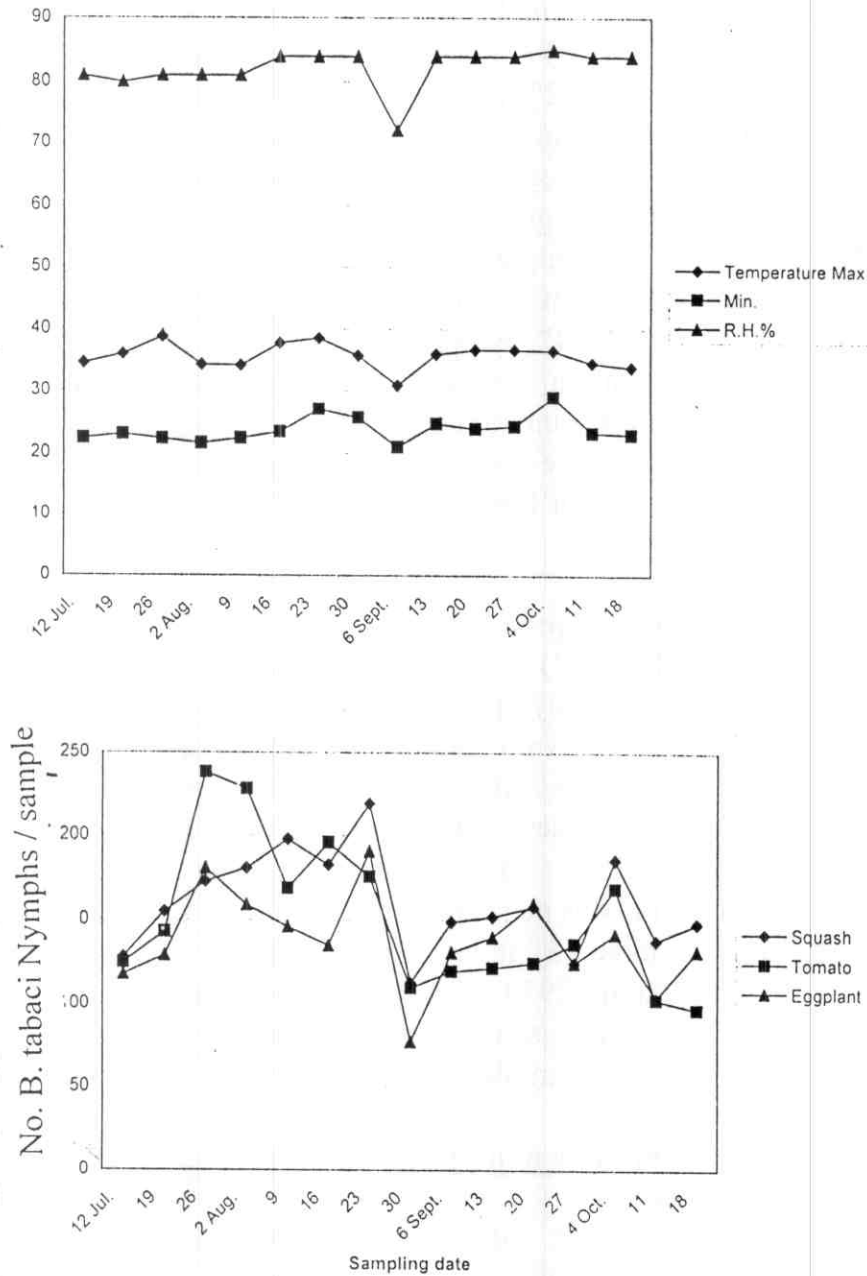 90
80
70
60
50
40
30
20
10
0
12 Jul.
19
26
2 Aug.
9
16
23
30
6 Sept.
13
20
27
4 Oct.
11
18
Temperature Max
Min.
R.H.%
No. B. tabaci Nymphs / sample
250
200
0
100
50
0
12 Jul.
19
26
2 Aug.
9
16
23
30
6 Sept.
13
20
27
4 Oct.
11
18
Sampling date
Squash
Tomato
Eggplant